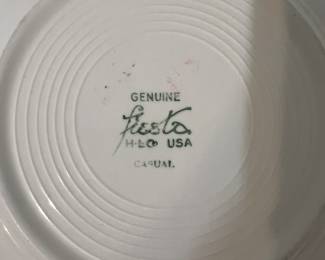 GENUINE
fiesta
H·L Co USA
CASUAL